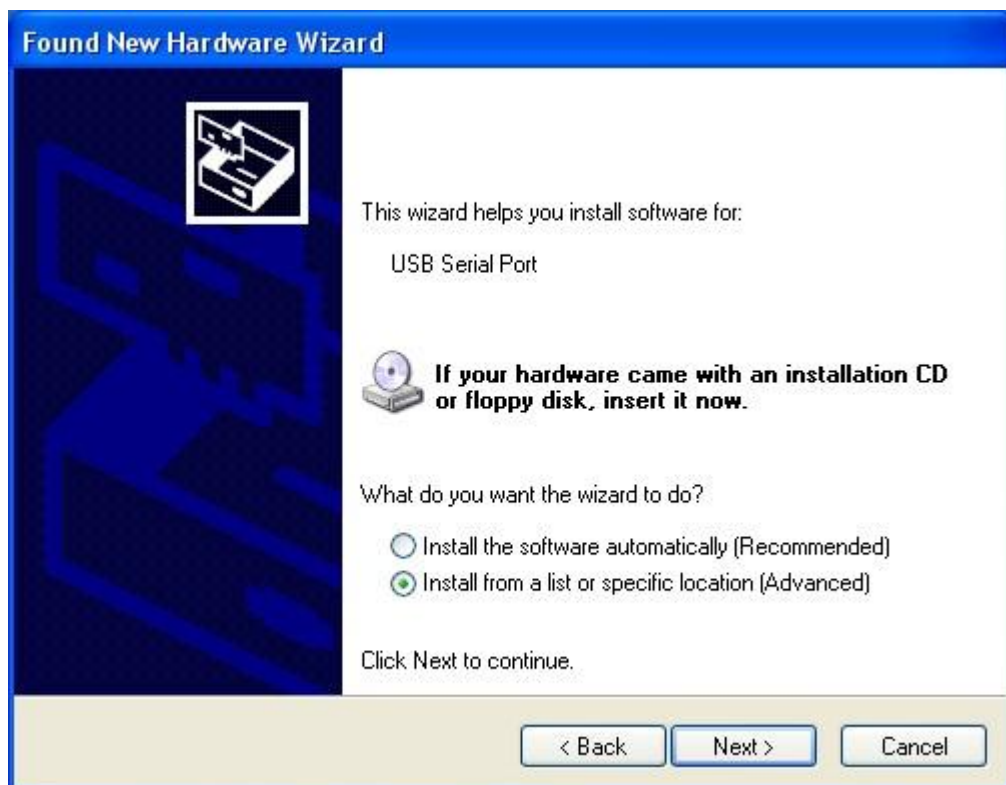 Found New Hardware Wizard
This wizard helps you install software for:
USB Serial Port
If your hardware came with an installation CD
or floppy disk, insert it now.
What do you want the wizard to do?
Install the software automatically (Recommended)
Install from a list or specific location (Advanced)
Click Next to continue.
< Back Next > Cancel